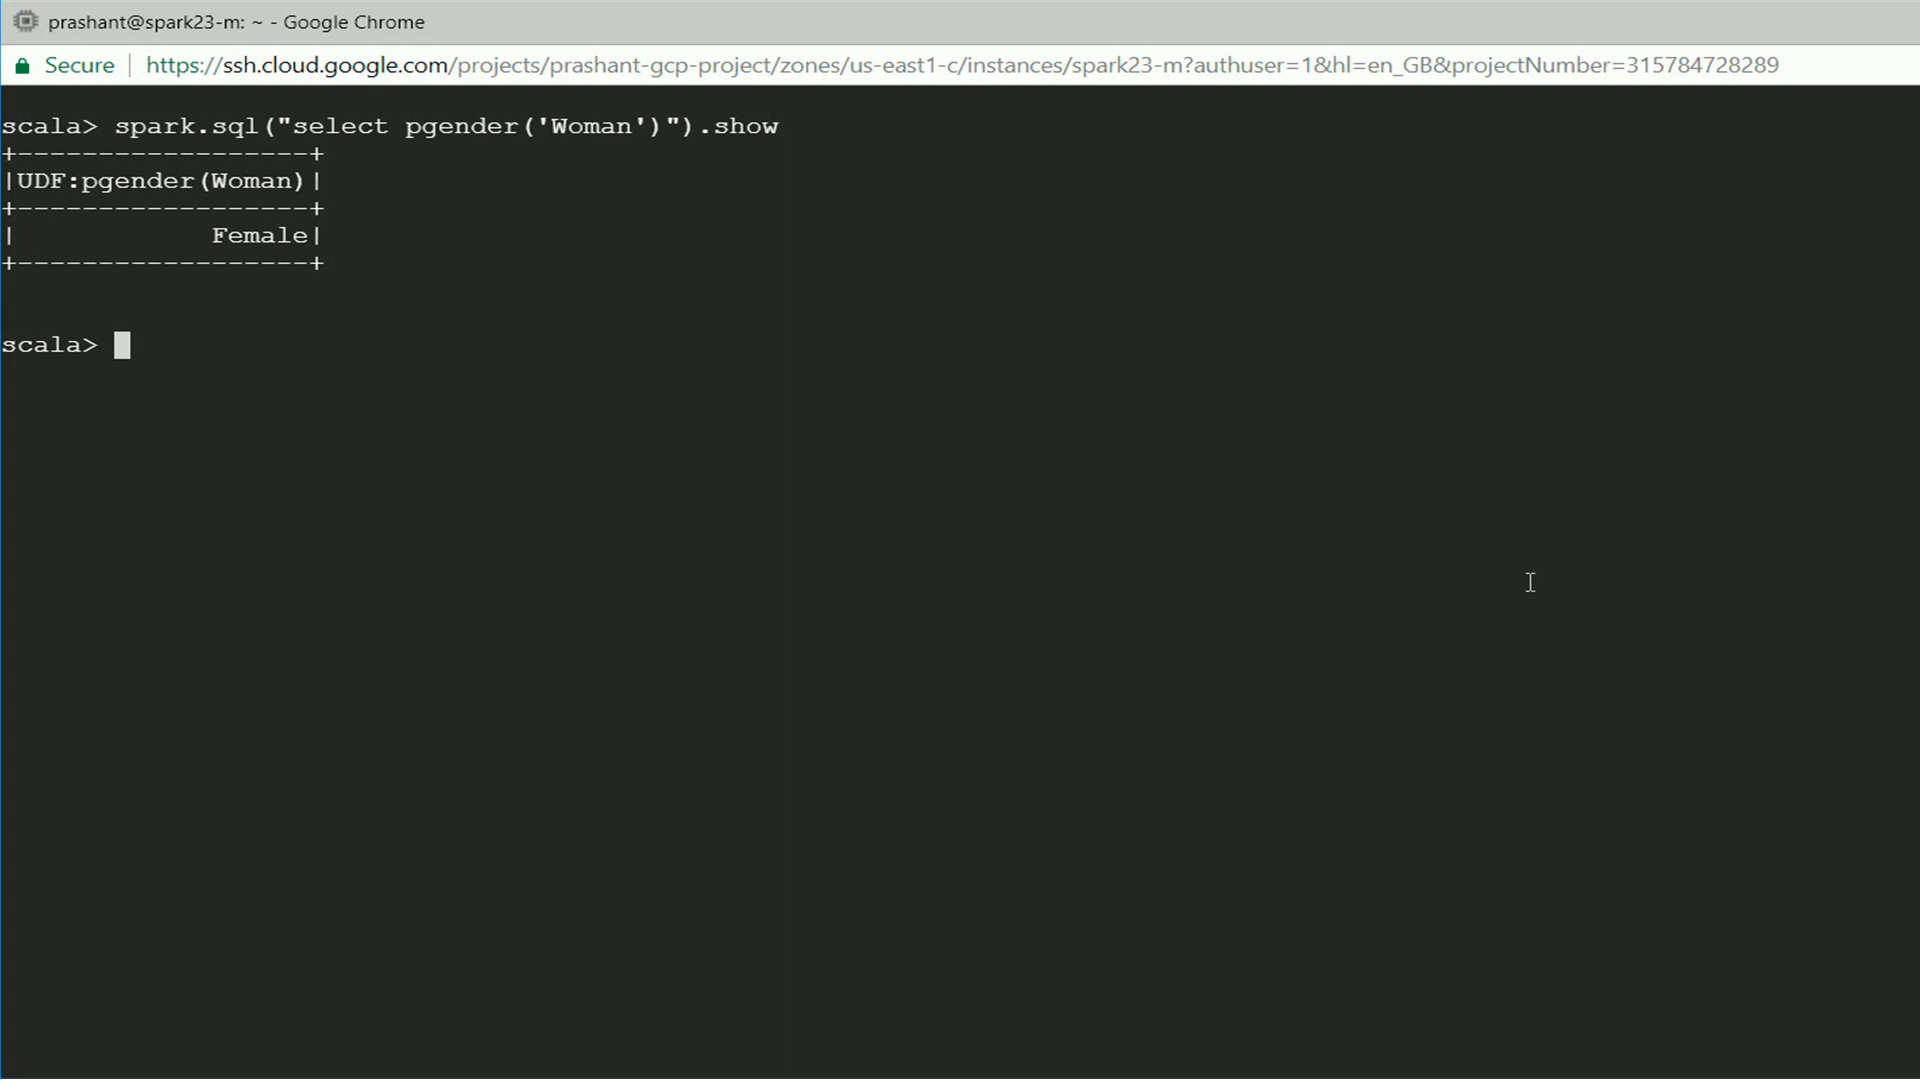 prashant@spark23-m: ~ - Google Chrome
Secure | https://ssh.cloud.google.com/projects/prashant-gcp-project/zones/us-east1-c/instances/spark23-m?authuser=1&hl=en_GB&projectNumber=315784728289
scala> spark.sql("select pgender('Woman')").show
+------------------+
|UDF:pgender(Woman)|
+------------------+
|            Female|
+------------------+
scala>